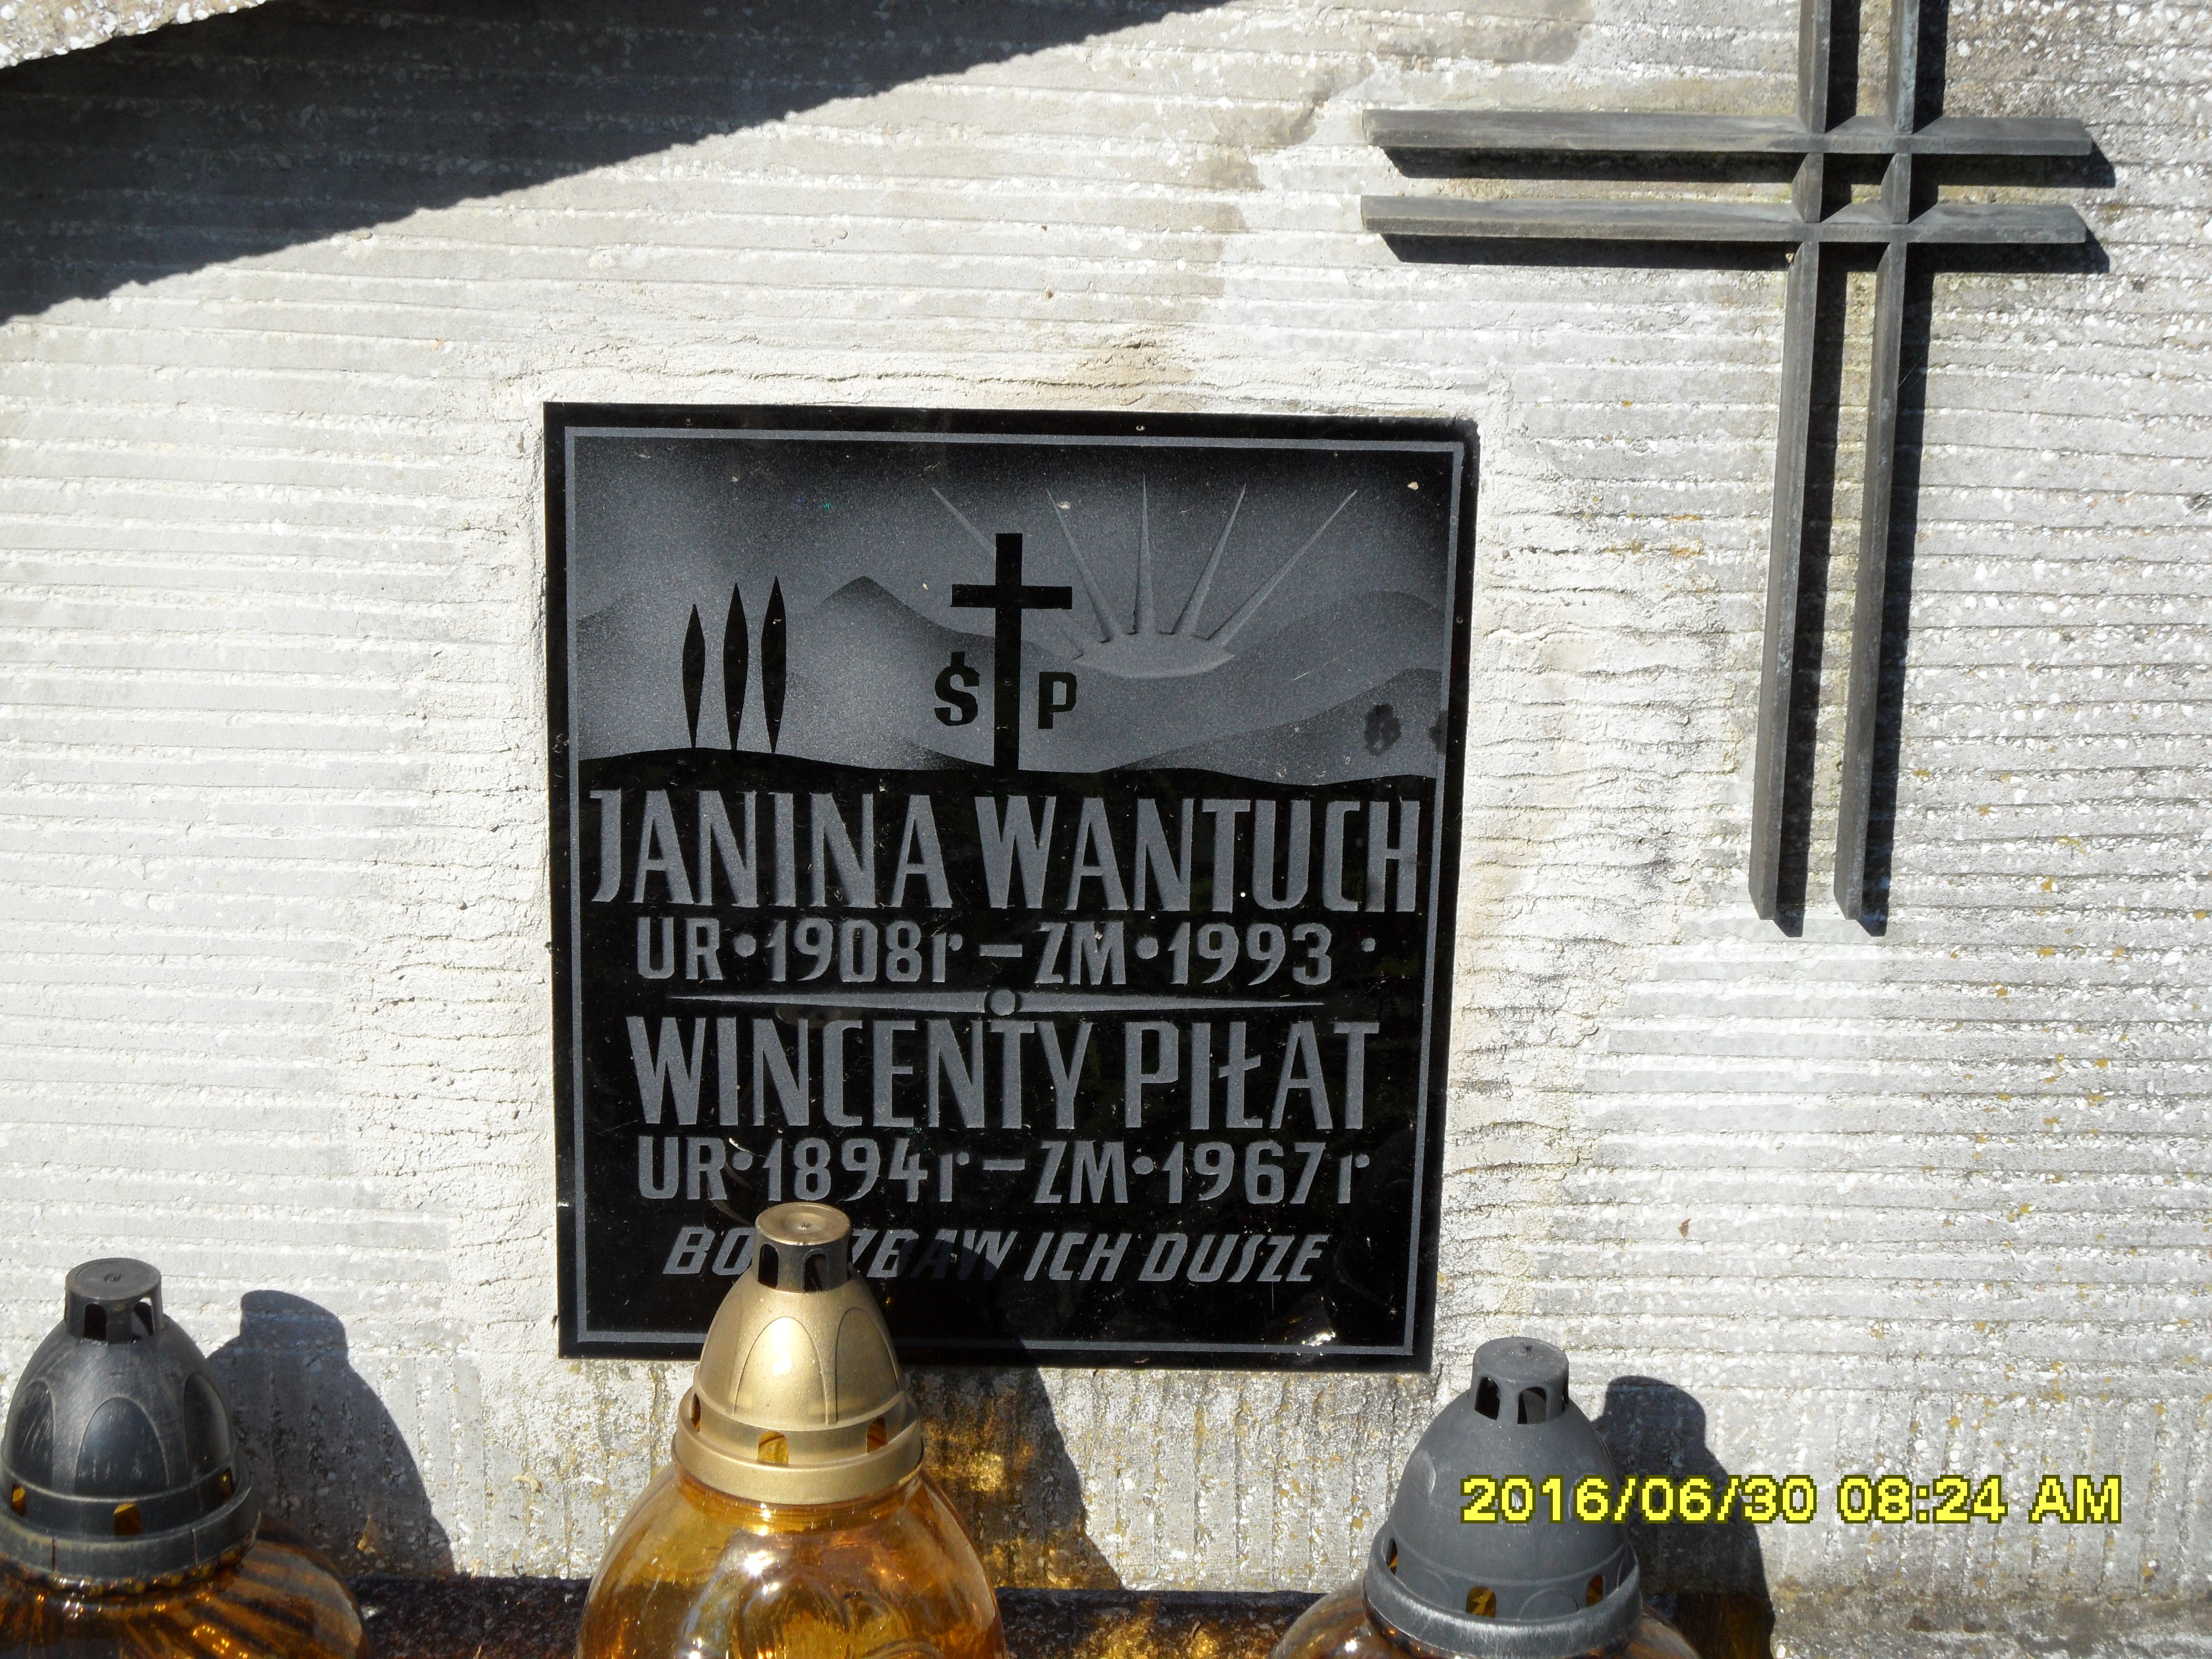 Ś P
JANINA WANTUCH
UR•1908r – ZM•1993
WINCENTY PIŁAT
UR•1894r – ZM•1967r
ZBAW ICH DUSZE
2016/06/30 08:24 AM